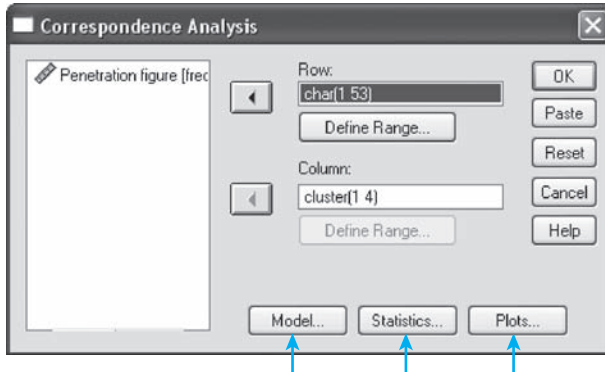 Correspondence Analysis
Penetration figure [frec
Row:
char(1 53)
Define Range...
Column:
cluster(1 4)
Define Range...
OK
Paste
Reset
Cancel
Help
Model...
Statistics...
Plots...